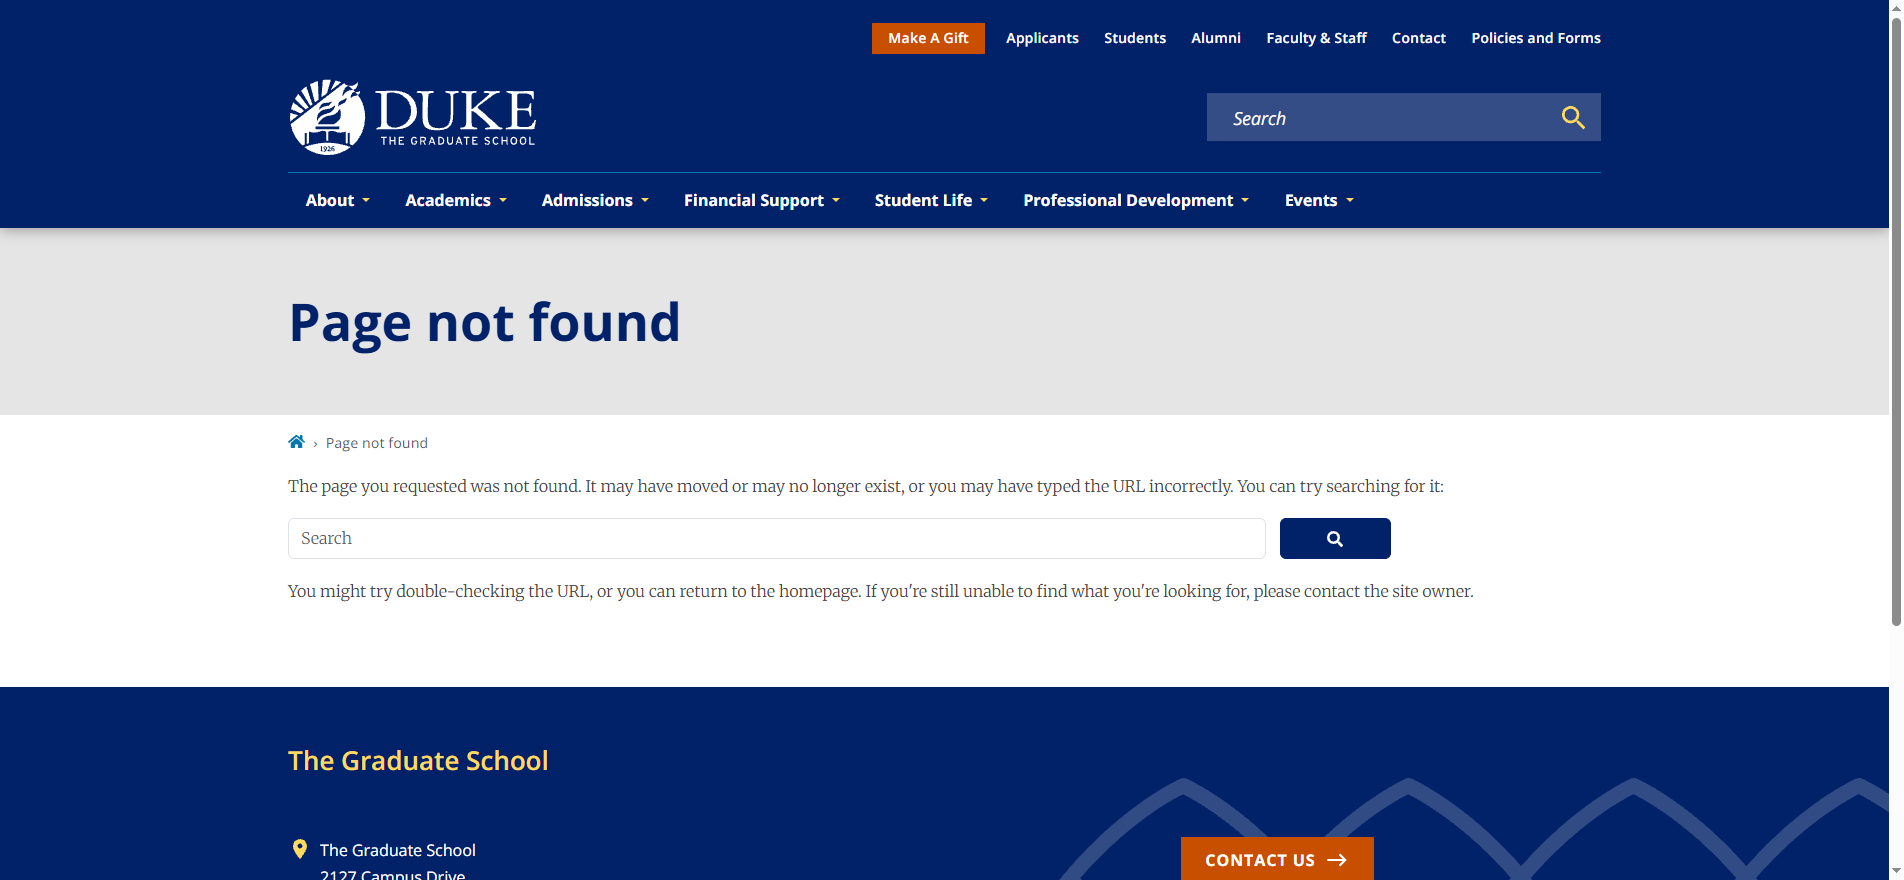 Make A Gift Applicants Students Alumni Faculty & Staff Contact Policies and Forms
1926
DUKE
THE GRADUATE SCHOOL
Search
About Academics Admissions Financial Support Student Life Professional Development Events
Page not found
› Page not found
The page you requested was not found. It may have moved or may no longer exist, or you may have typed the URL incorrectly. You can try searching for it:
Search
You might try double-checking the URL, or you can return to the homepage. If you're still unable to find what you're looking for, please contact the site owner.
The Graduate School
The Graduate School
2127 Campus Drive
CONTACT US →